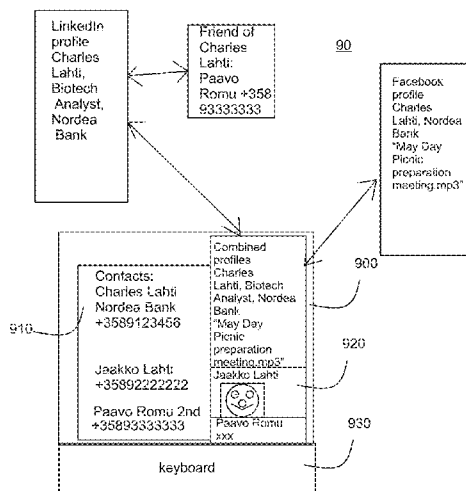 LinkedIn
profile
Charles
Lahti,
Biotech
Analyst,
Nordea
Bank
Friend of
Charles
Lahti:
Paavo
Romu +358
93333333
90
Facebook
profile
Charles
Lahti, Nordea
Bank
"May Day
Picnic
preparation
meeting.mp3"
Combined
profiles
Charles
Lahti, Biotech
Analyst, Nordea
Bank
"May Day
Picnic
preparation
meeting.mp3"
900
910
Contacts:
Charles Lahti
Nordea Bank
+3589123456
Jaakko Lahti:
+35892222222
Paavo Romu 2nd
+35893333333
Jaakko Lahti
920
Paavo Romu
xxx
930
keyboard